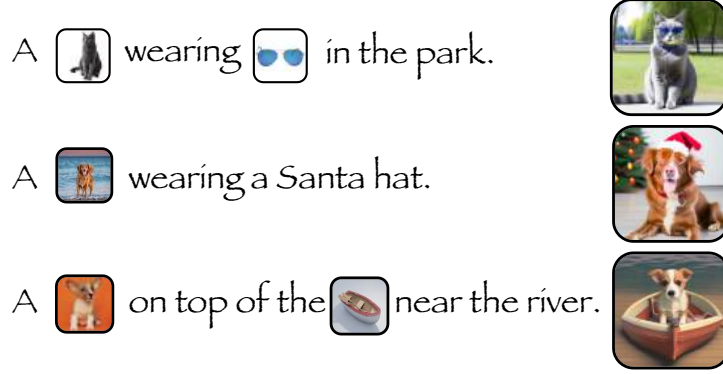 A wearing in the park.
A wearing a Santa hat.
A on top of the near the river.